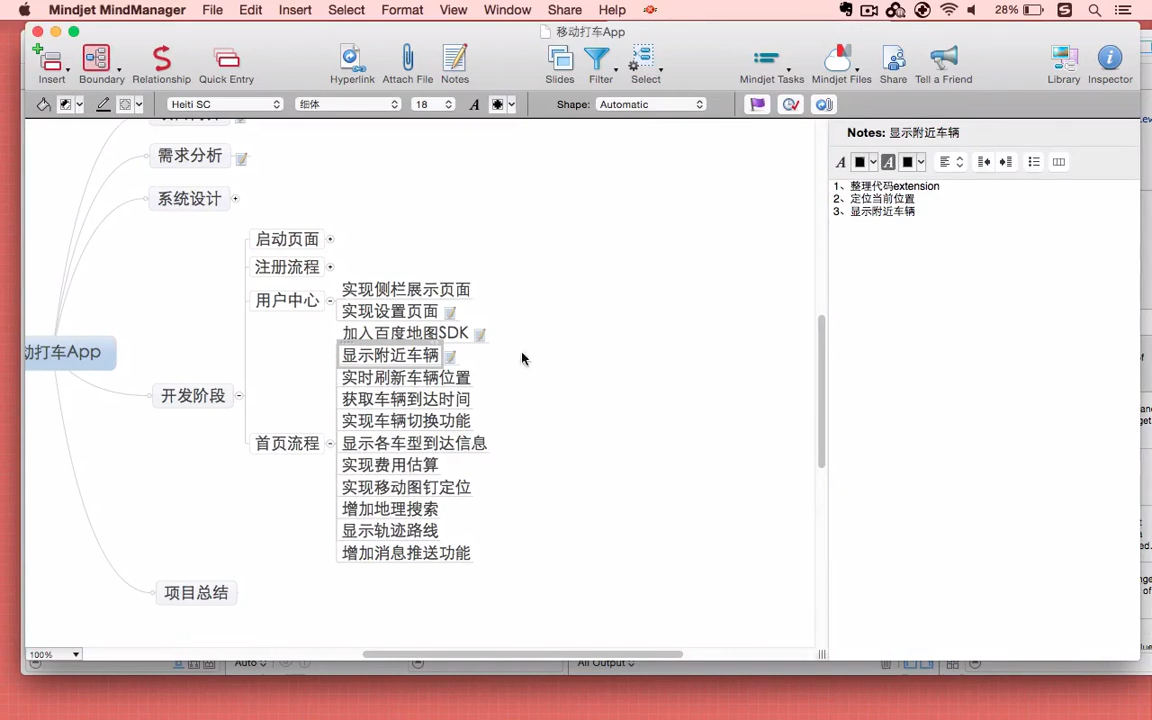 Mindjet MindManager File Edit Insert Select Format View Window Share Help 28%
移动打车App
Insert Boundary Relationship Quick Entry Hyperlink Attach File Notes Slides Filter Select Mindjet Tasks Mindjet Files Share Tell a Friend Library Inspector
Heiti SC 细体 18 Shape: Automatic
Notes: 显示附近车辆
1、整理代码extension
2、定位当前位置
3、显示附近车辆
需求分析
系统设计
启动页面
注册流程
用户中心
实现侧栏展示页面
实现设置页面
动打车App
开发阶段
首页流程
加入百度地图SDK
显示附近车辆
实时刷新车辆位置
获取车辆到达时间
实现车辆切换功能
显示各车型到达信息
实现费用估算
实现移动图钉定位
增加地理搜索
显示轨迹路线
增加消息推送功能
项目总结
100%
Auto
All Output